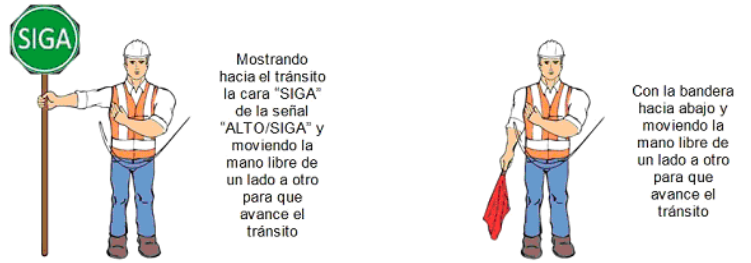 SIGA
Mostrando
hacia el tránsito
la cara "SIGA"
de la señal
"ALTO/SIGA" y
moviendo la
mano libre de
un lado a otro
para que
avance el
tránsito
Con la bandera
hacia abajo y
moviendo la
mano libre de
un lado a otro
para que
avance el
tránsito